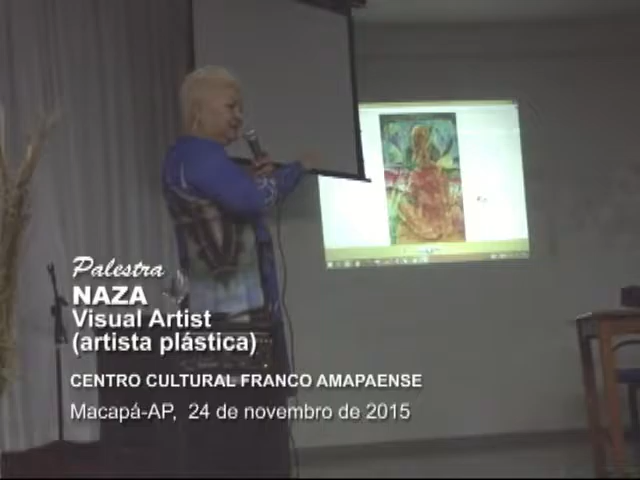 Palestra
NAZA
Visual Artist
(artista plástica)
CENTRO CULTURAL FRANCO AMAPAENSE
Macapá-AP, 24 de novembro de 2015